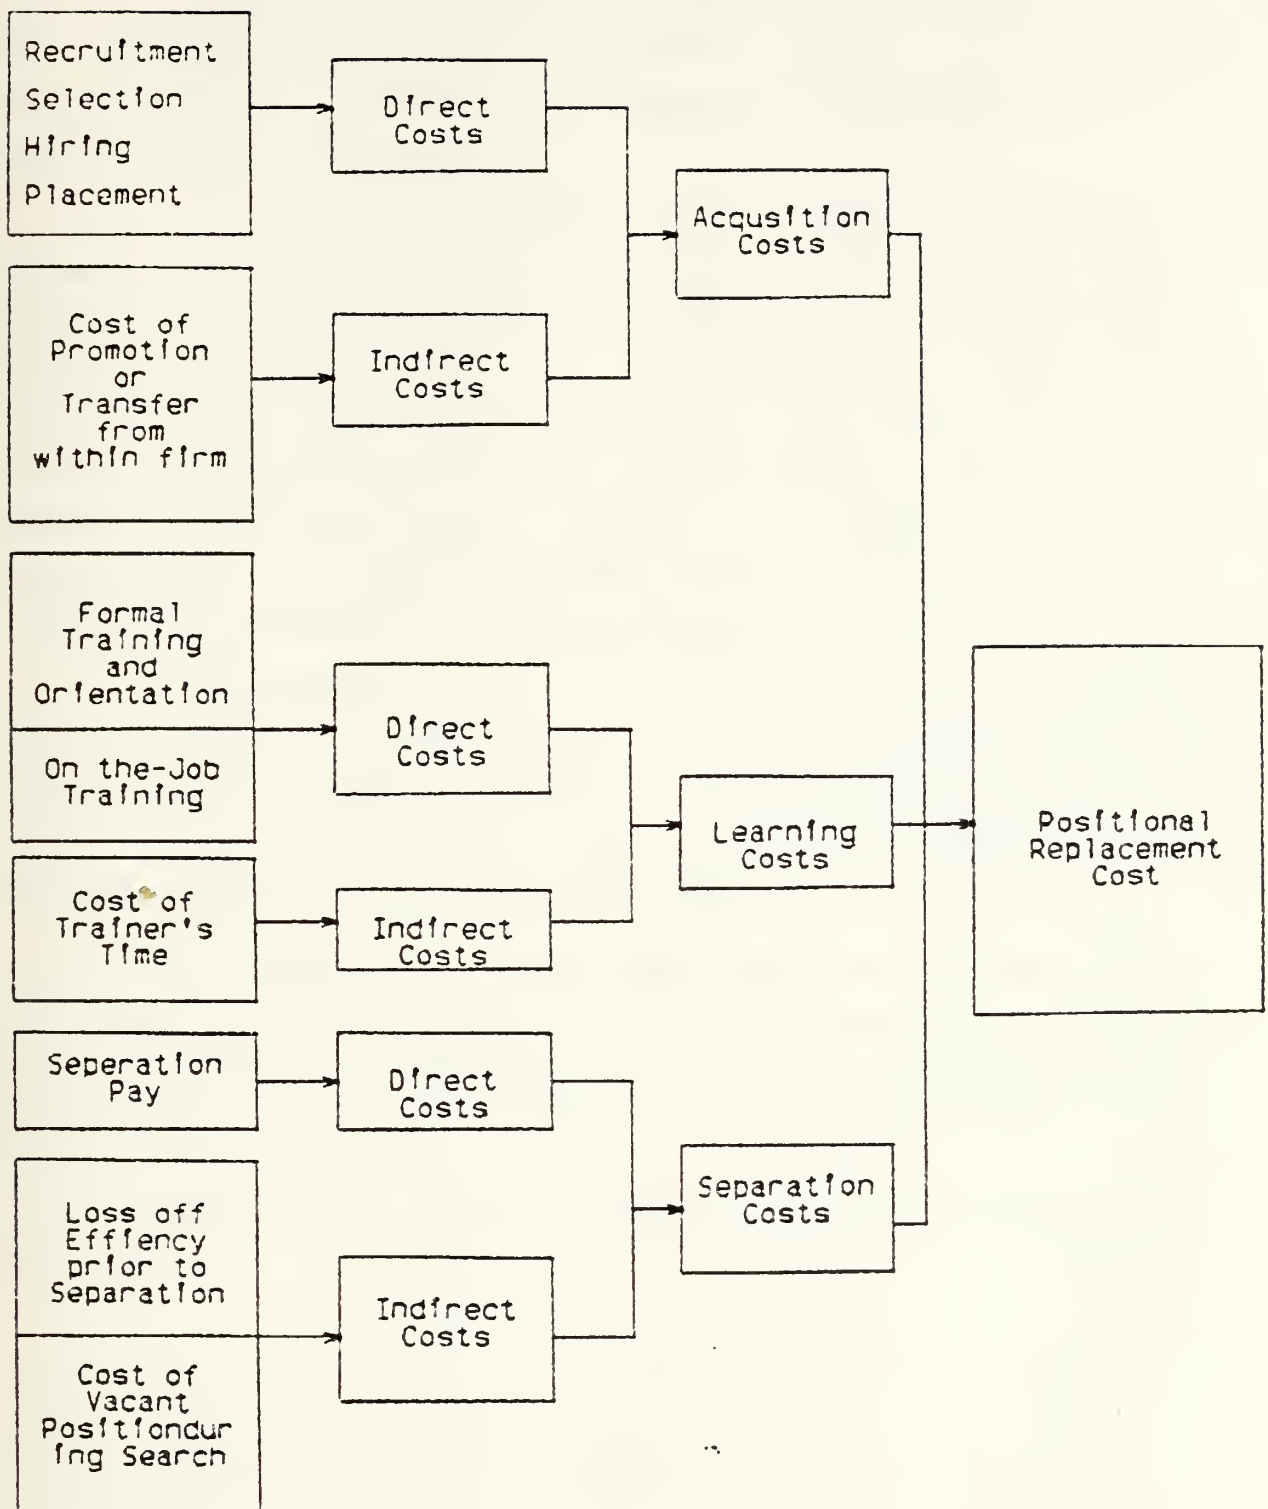 Recruitment
Selection
Hiring
Placement
Direct
Costs
Acqusition
Costs
Cost of
Promotion
or
Transfer
from
within firm
Indirect
Costs
Formal
Training
and
Orientation
On the-Job
Training
Direct
Costs
Learning
Costs
Positional
Replacement
Cost
Cost of
Trainer's
Time
Indirect
Costs
Seperation
Pay
Direct
Costs
Separation
Costs
Loss off
Effiency
prior to
Separation
Indirect
Costs
Cost of
Vacant
Positiondur
ing Search